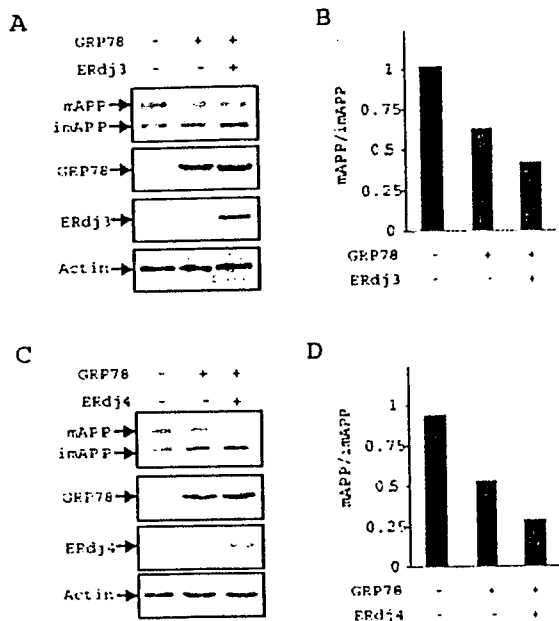 A
GRP78 - + +
ERdj3 - - +
mAPP
imAPP
GRP78
ERdj3
Actin
B
mAPP/imAPP
1
0.75
0.5
0.25
0
GRP78 - + +
ERdj3 - - +
C
GRP78 - + +
ERdj4 - - +
mAPP
imAPP
GRP78
ERdj4
Actin
D
mAPP/imAPP
1
0.75
0.5
0.25
0
GRP78 - + +
ERdj4 - - +